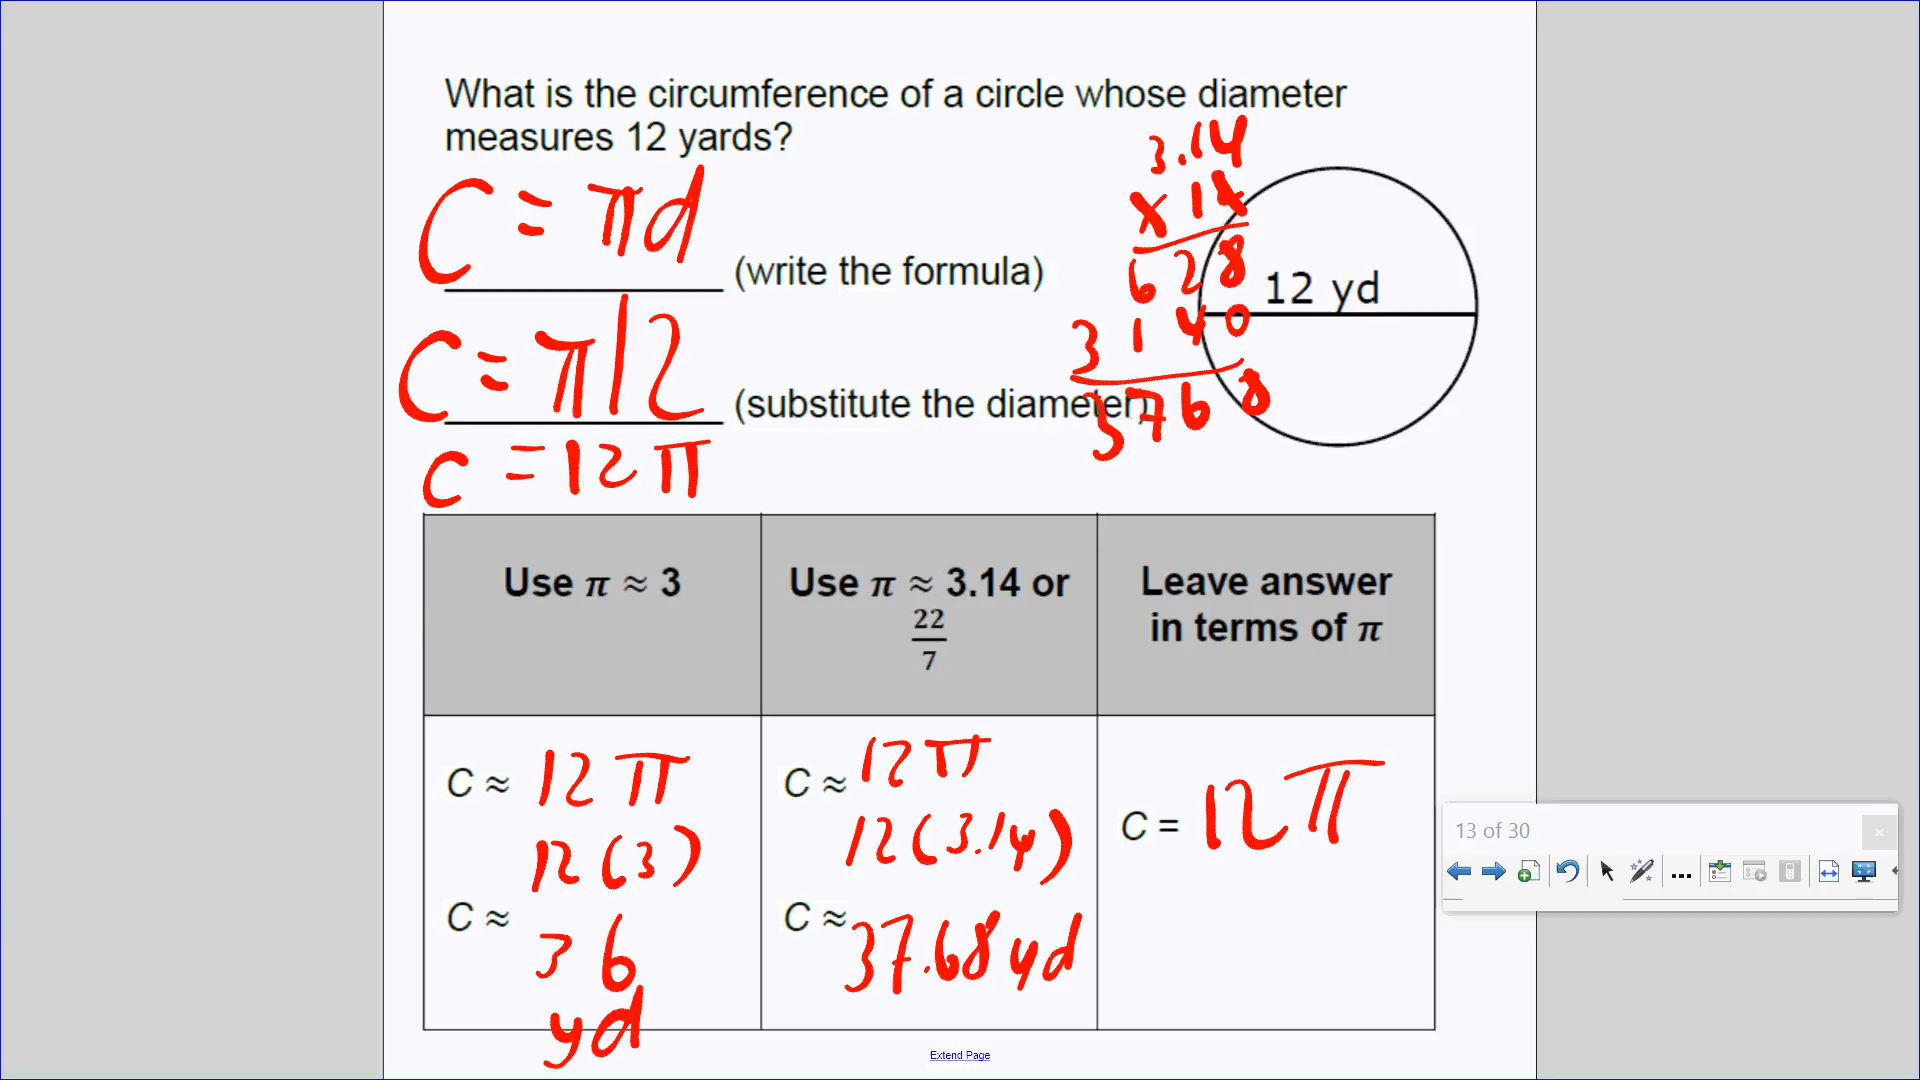 What is the circumference of a circle whose diameter
measures 12 yards?
C = πd
(write the formula)
C = π12
(substitute the diameter)
C = 12π
3.14
x 12
628
3140
3768
12 yd
Use π ≈ 3
Use π ≈ 3.14 or
22
7
Leave answer
in terms of π
C ≈ 12π
12(3)
C ≈
36
yd
C ≈ 12π
12(3.14)
C ≈ 37.68yd
C = 12π
13 of 30
Extend Page